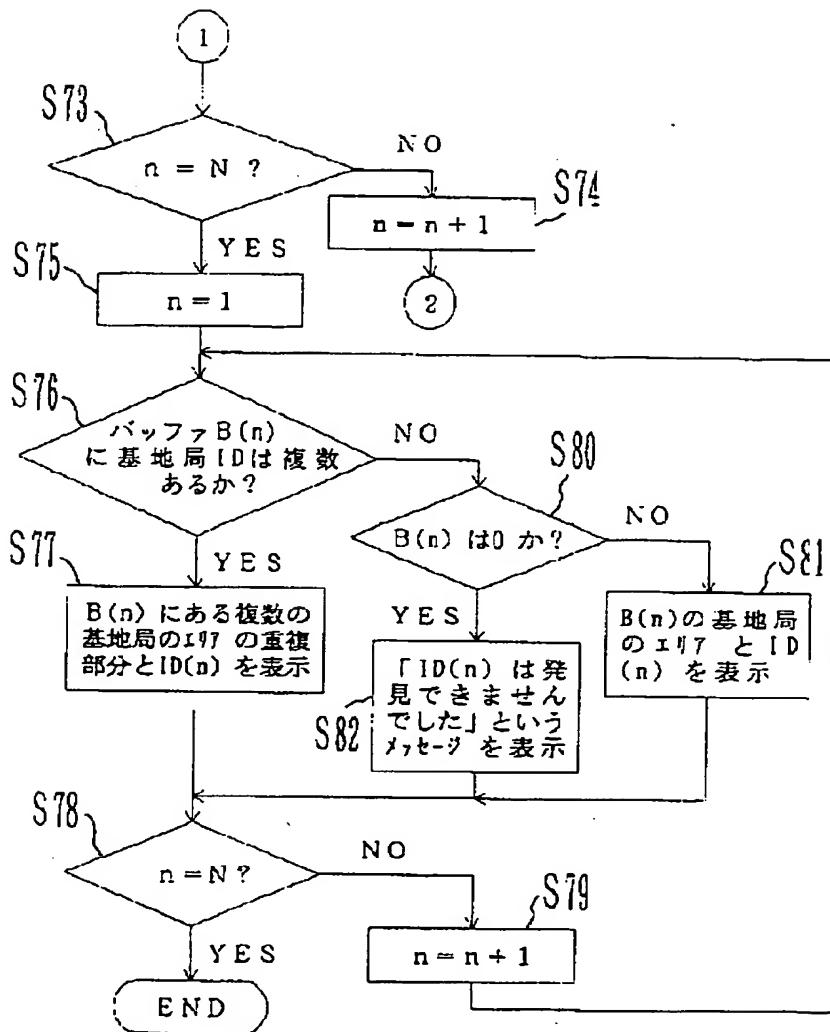 1
S73
n = N ?
NO
S74
n = n + 1
YES
S75
n = 1
2
S76
バッファB(n)
に基地局IDは複数
あるか？
NO
S80
B(n) は0 か？
NO
S77
YES
S81
B(n) にある複数の
基地局のエリア の重複
部分とID(n) を表示
YES
B(n)の基地局
のエリア とID
(n) を表示
S82
「ID(n) は発
見できません
でした」という
メッセージ を表示
S78
n = N?
NO
S79
n = n + 1
YES
END